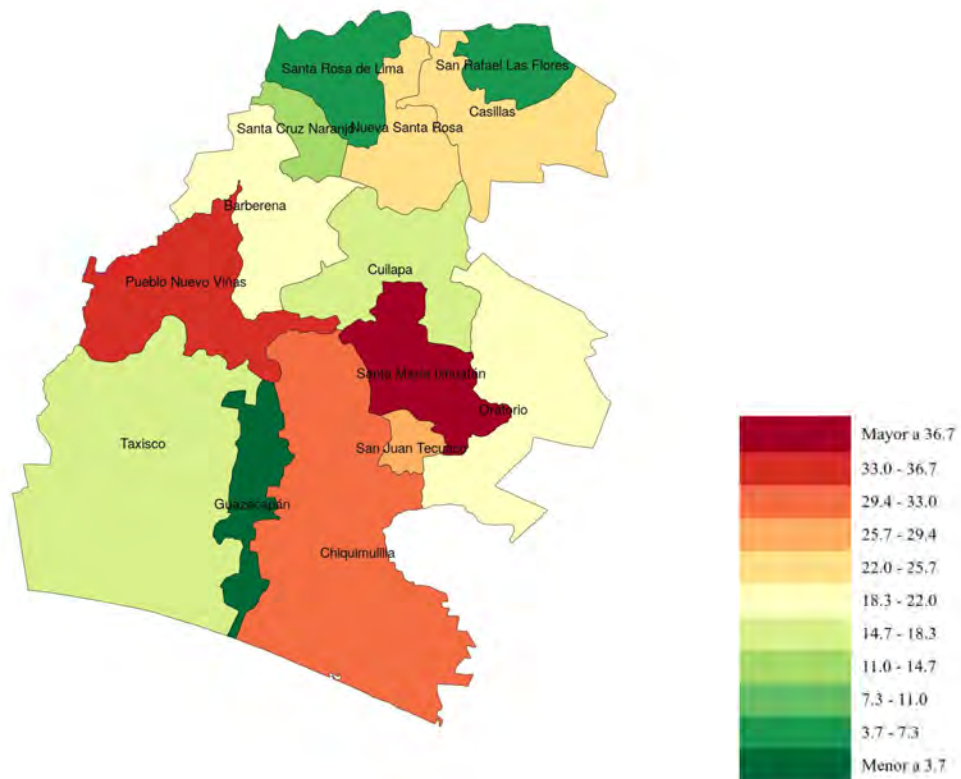 Santa Rosa de Lima
San Rafael Las Flores
Casillas
Santa Cruz Naranjo
Nueva Santa Rosa
Barberena
Cuilapa
Pueblo Nuevo Viñas
Santa María Ixhuatán
Oratorio
Taxisco
San Juan Tecuaco
Guazacapán
Chiquimulilla
Mayor a 36.7
33.0 - 36.7
29.4 - 33.0
25.7 - 29.4
22.0 - 25.7
18.3 - 22.0
14.7 - 18.3
11.0 - 14.7
7.3 - 11.0
3.7 - 7.3
Menor a 3.7